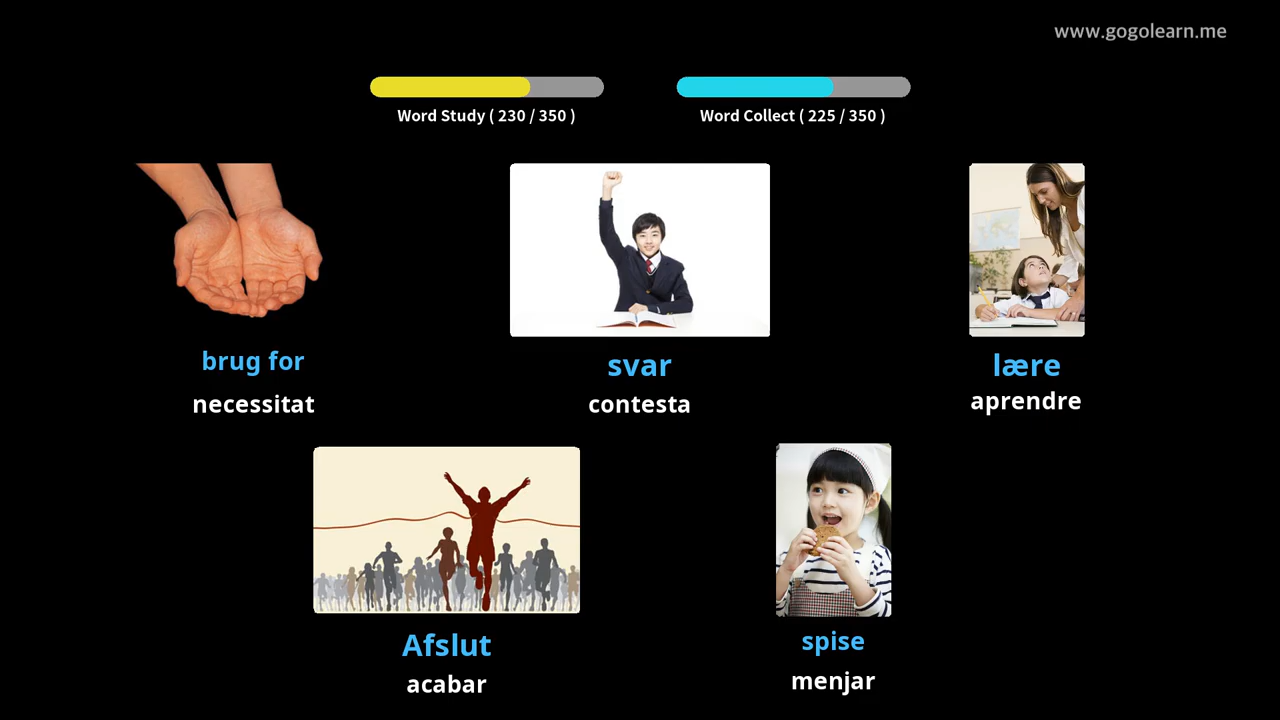 www.gogolearn.me
Word Study ( 230 / 350 )
Word Collect ( 225 / 350 )
brug for
necessitat
svar
contesta
lære
aprendre
Afslut
acabar
spise
menjar